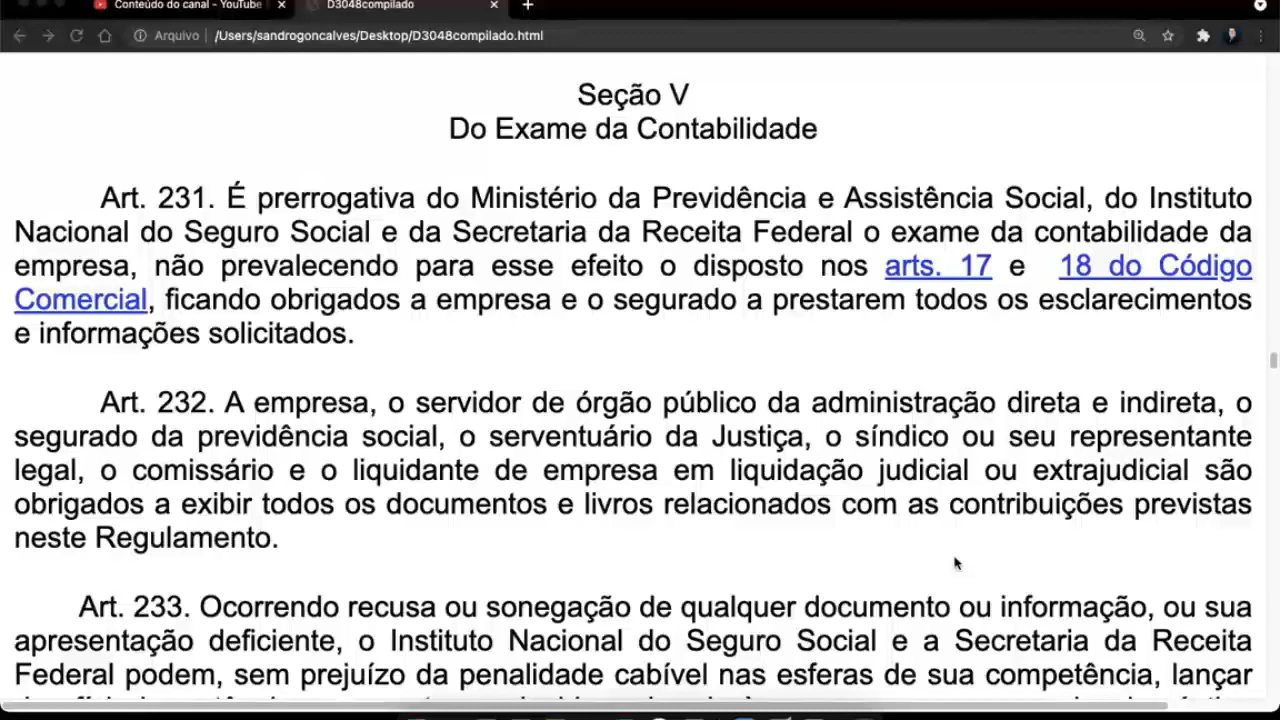 Conteúdo do canal - YouTube
D3048compilado
Arquivo /Users/sandrogoncalves/Desktop/D3048compilado.html
Seção V
Do Exame da Contabilidade
Art. 231. É prerrogativa do Ministério da Previdência e Assistência Social, do Instituto
Nacional do Seguro Social e da Secretaria da Receita Federal o exame da contabilidade da
empresa, não prevalecendo para esse efeito o disposto nos arts. 17 e 18 do Código
Comercial, ficando obrigados a empresa e o segurado a prestarem todos os esclarecimentos
e informações solicitados.
Art. 232. A empresa, o servidor de órgão público da administração direta e indireta, o
segurado da previdência social, o serventuário da Justiça, o síndico ou seu representante
legal, o comissário e o liquidante de empresa em liquidação judicial ou extrajudicial são
obrigados a exibir todos os documentos e livros relacionados com as contribuições previstas
neste Regulamento.
Art. 233. Ocorrendo recusa ou sonegação de qualquer documento ou informação, ou sua
apresentação deficiente, o Instituto Nacional do Seguro Social e a Secretaria da Receita
Federal podem, sem prejuízo da penalidade cabível nas esferas de sua competência, lançar